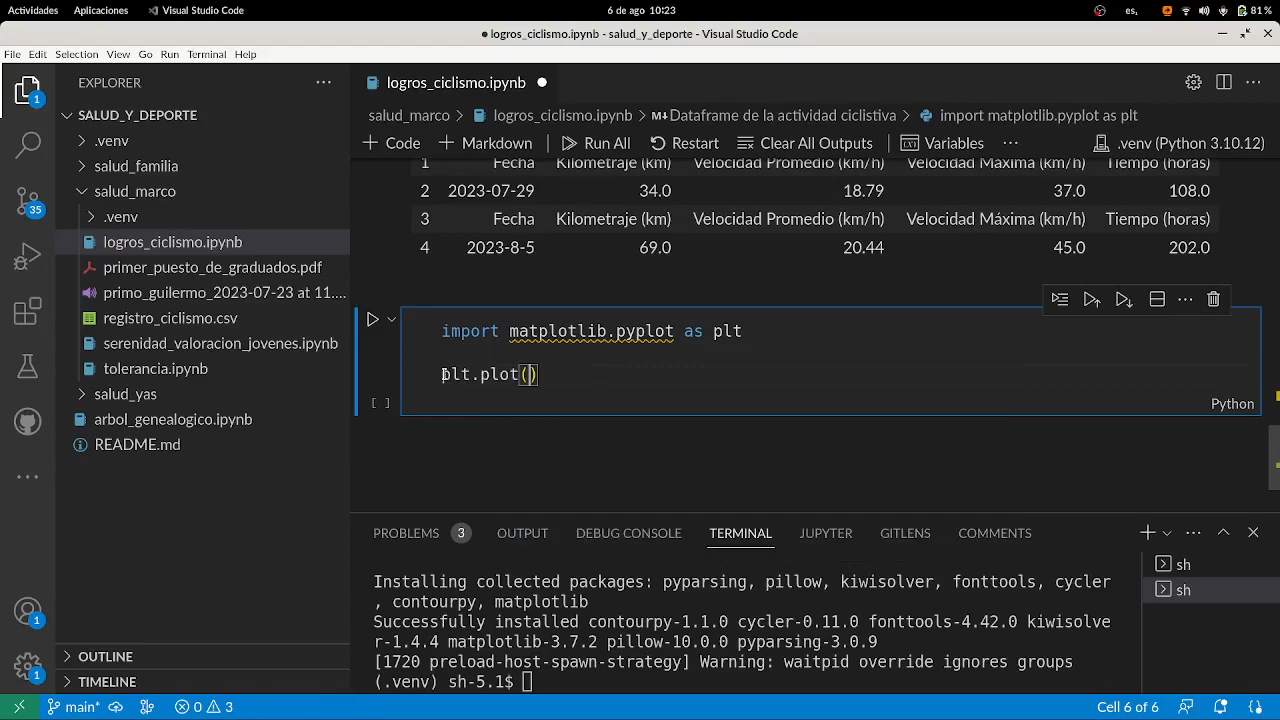 Actividades Aplicaciones Visual Studio Code 6 de ago 10:23 es, 81 %
● logros_ciclismo.ipynb - salud_y_deporte - Visual Studio Code
File Edit Selection View Go Run Terminal Help
EXPLORER
SALUD_Y_DEPORTE
.venv
salud_familia
salud_marco
.venv
logros_ciclismo.ipynb
primer_puesto_de_graduados.pdf
primo_guilermo_2023-07-23 at 11....
registro_ciclismo.csv
serenidad_valoracion_jovenes.ipynb
tolerancia.ipynb
salud_yas
arbol_genealogico.ipynb
README.md
OUTLINE
TIMELINE
1
35
1
1
logros_ciclismo.ipynb
salud_marco > logros_ciclismo.ipynb > Dataframe de la actividad ciclistiva > import matplotlib.pyplot as plt
+ Code + Markdown Run All Restart Clear All Outputs Variables ... .venv (Python 3.10.12)
1 Fecha Kilometraje (km) Velocidad Promedio (km/h) Velocidad Máxima (km/h) Tiempo (horas)
2 2023-07-29 34.0 18.79 37.0 108.0
3 Fecha Kilometraje (km) Velocidad Promedio (km/h) Velocidad Máxima (km/h) Tiempo (horas)
4 2023-8-5 69.0 20.44 45.0 202.0
import matplotlib.pyplot as plt
plt.plot()
[ ] Python
PROBLEMS 3 OUTPUT DEBUG CONSOLE TERMINAL JUPYTER GITLENS COMMENTS
Installing collected packages: pyparsing, pillow, kiwisolver, fonttools, cycler
, contourpy, matplotlib
Successfully installed contourpy-1.1.0 cycler-0.11.0 fonttools-4.42.0 kiwisolve
r-1.4.4 matplotlib-3.7.2 pillow-10.0.0 pyparsing-3.0.9
[1720 preload-host-spawn-strategy] Warning: waitpid override ignores groups
(.venv) sh-5.1$
sh
sh
main* 0 3 Cell 6 of 6